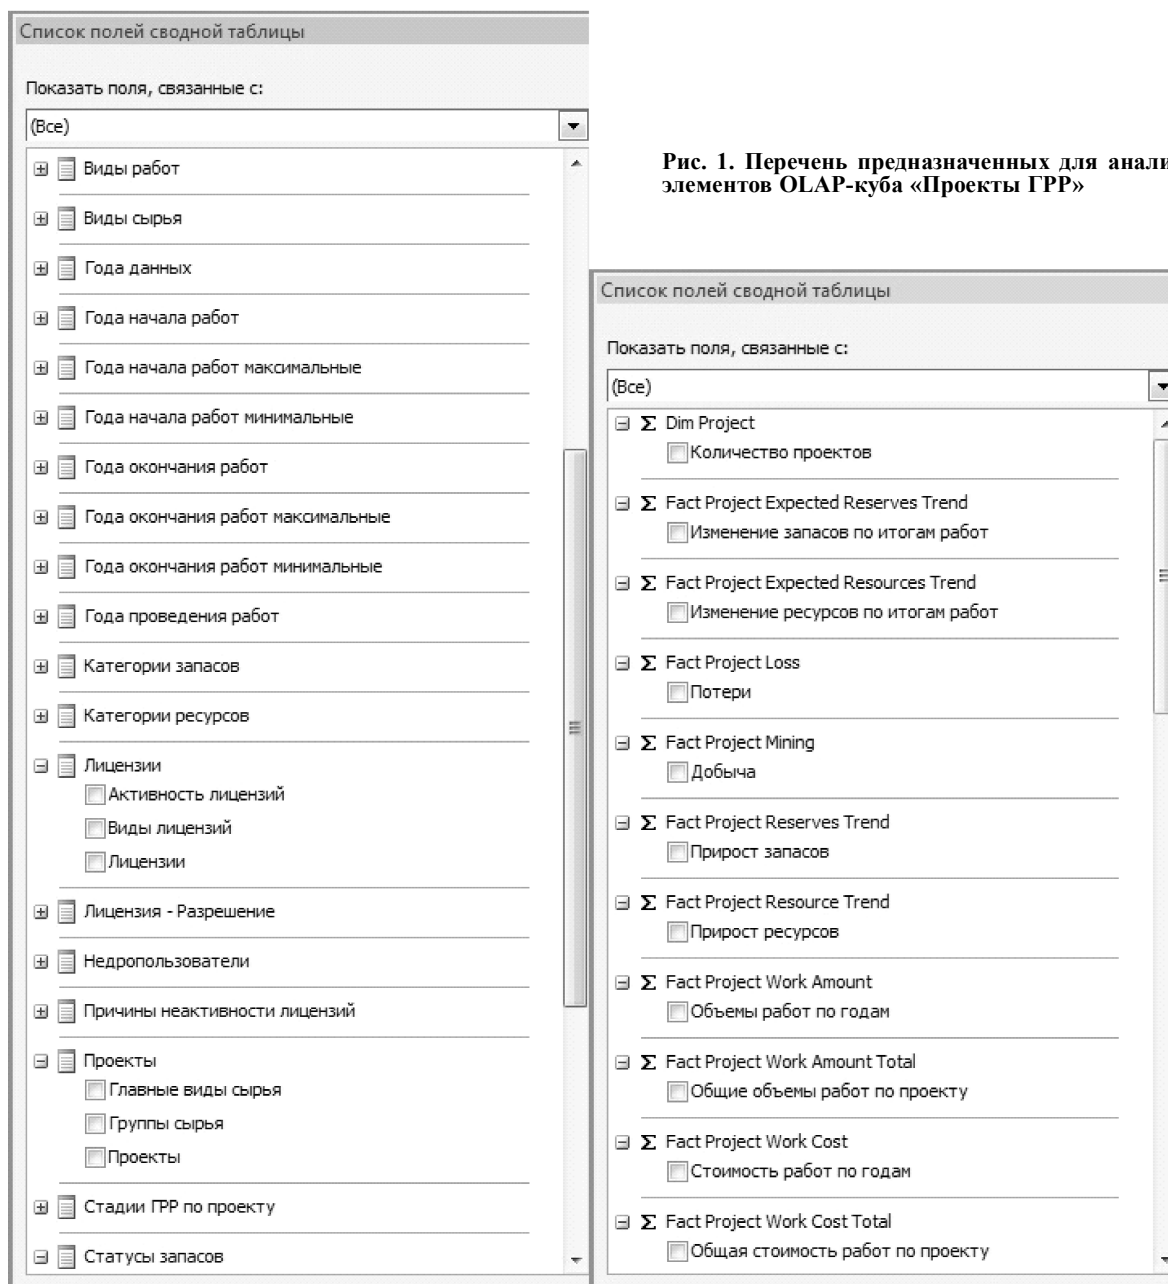 Список полей сводной таблицы
Показать поля, связанные с:
(Все)
Виды работ
Виды сырья
Года данных
Года начала работ
Года начала работ максимальные
Года начала работ минимальные
Года окончания работ
Года окончания работ максимальные
Года окончания работ минимальные
Года проведения работ
Категории запасов
Категории ресурсов
Лицензии
Активность лицензий
Виды лицензий
Лицензии
Лицензия - Разрешение
Недропользователи
Причины неактивности лицензий
Проекты
Главные виды сырья
Группы сырья
Проекты
Стадии ГРР по проекту
Статусы запасов
Рис. 1. Перечень предназначенных для анали
элементов OLAP-куба «Проекты ГРР»
Список полей сводной таблицы
Показать поля, связанные с:
(Все)
Σ Dim Project
Количество проектов
Σ Fact Project Expected Reserves Trend
Изменение запасов по итогам работ
Σ Fact Project Expected Resources Trend
Изменение ресурсов по итогам работ
Σ Fact Project Loss
Потери
Σ Fact Project Mining
Добыча
Σ Fact Project Reserves Trend
Прирост запасов
Σ Fact Project Resource Trend
Прирост ресурсов
Σ Fact Project Work Amount
Объемы работ по годам
Σ Fact Project Work Amount Total
Общие объемы работ по проекту
Σ Fact Project Work Cost
Стоимость работ по годам
Σ Fact Project Work Cost Total
Общая стоимость работ по проекту